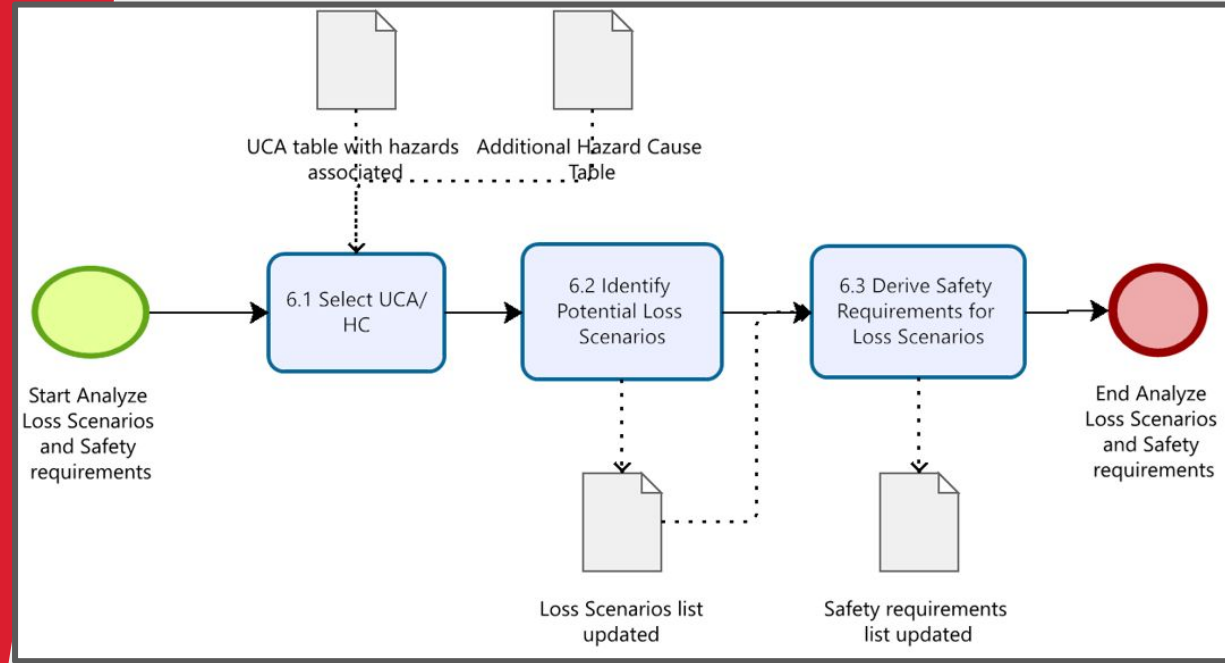 UCA table with hazards
associated
Additional Hazard Cause
Table
Start Analyze
Loss Scenarios
and Safety
requirements
6.1 Select UCA/
HC
6.2 Identify
Potential Loss
Scenarios
6.3 Derive Safety
Requirements for
Loss Scenarios
End Analyze
Loss Scenarios
and Safety
requirements
Loss Scenarios list
updated
Safety requirements
list updated